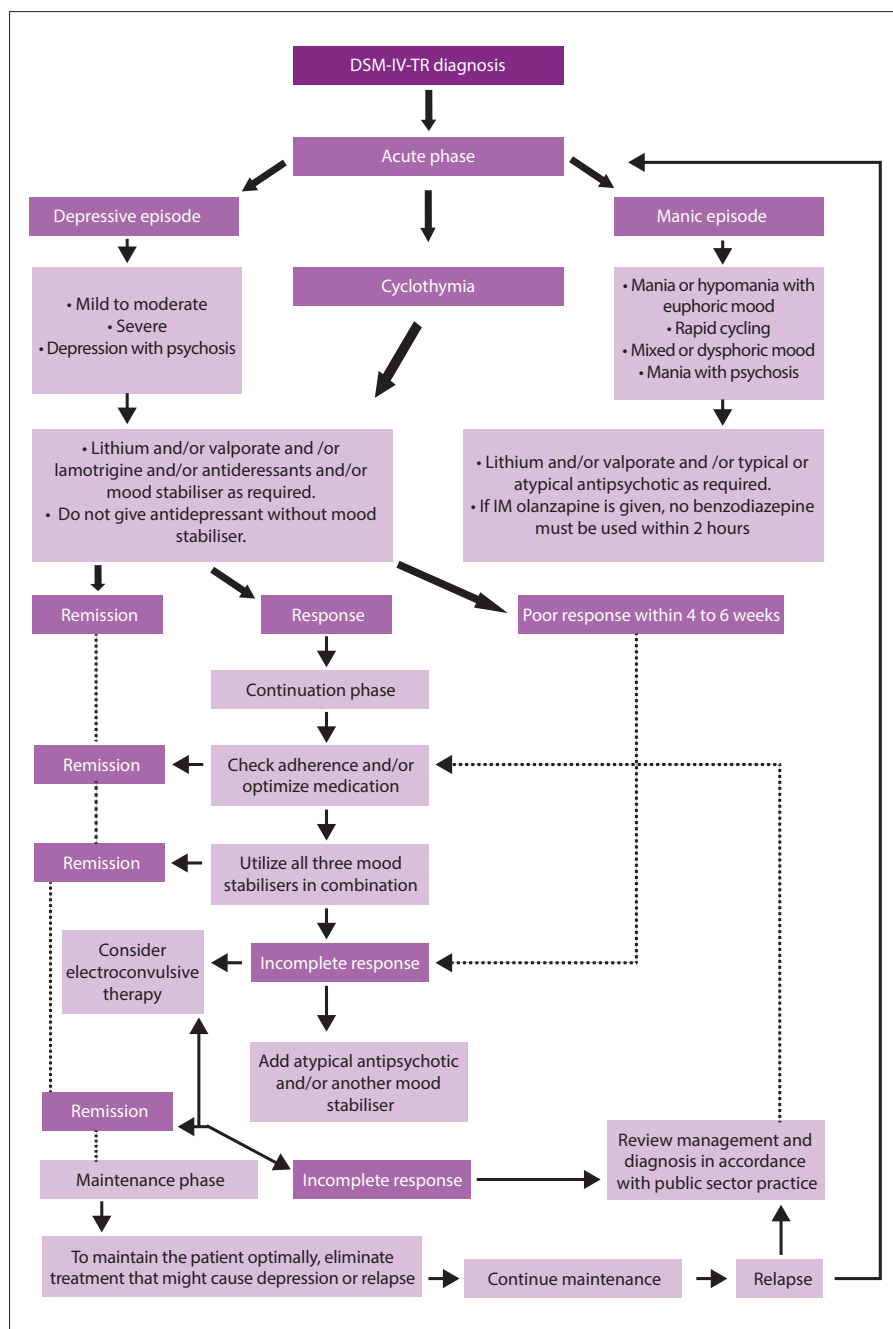 DSM-IV-TR diagnosis
Acute phase
Depressive episode
Manic episode
Cyclothymia
• Mild to moderate
• Severe
• Depression with psychosis
• Mania or hypomania with
euphoric mood
• Rapid cycling
• Mixed or dysphoric mood
• Mania with psychosis
• Lithium and/or valporate and /or
lamotrigine and/or antideressants and/or
mood stabiliser as required.
• Do not give antidepressant without mood
stabiliser.
• Lithium and/or valporate and /or typical or
atypical antipsychotic as required.
• If IM olanzapine is given, no benzodiazepine
must be used within 2 hours
Remission
Response
Poor response within 4 to 6 weeks
Continuation phase
Remission
Check adherence and/or
optimize medication
Remission
Utilize all three mood
stabilisers in combination
Consider
electroconvulsive
therapy
Incomplete response
Add atypical antipsychotic
and/or another mood
stabiliser
Remission
Review management and
diagnosis in accordance
with public sector practice
Maintenance phase
Incomplete response
To maintain the patient optimally, eliminate
treatment that might cause depression or relapse
Continue maintenance
Relapse